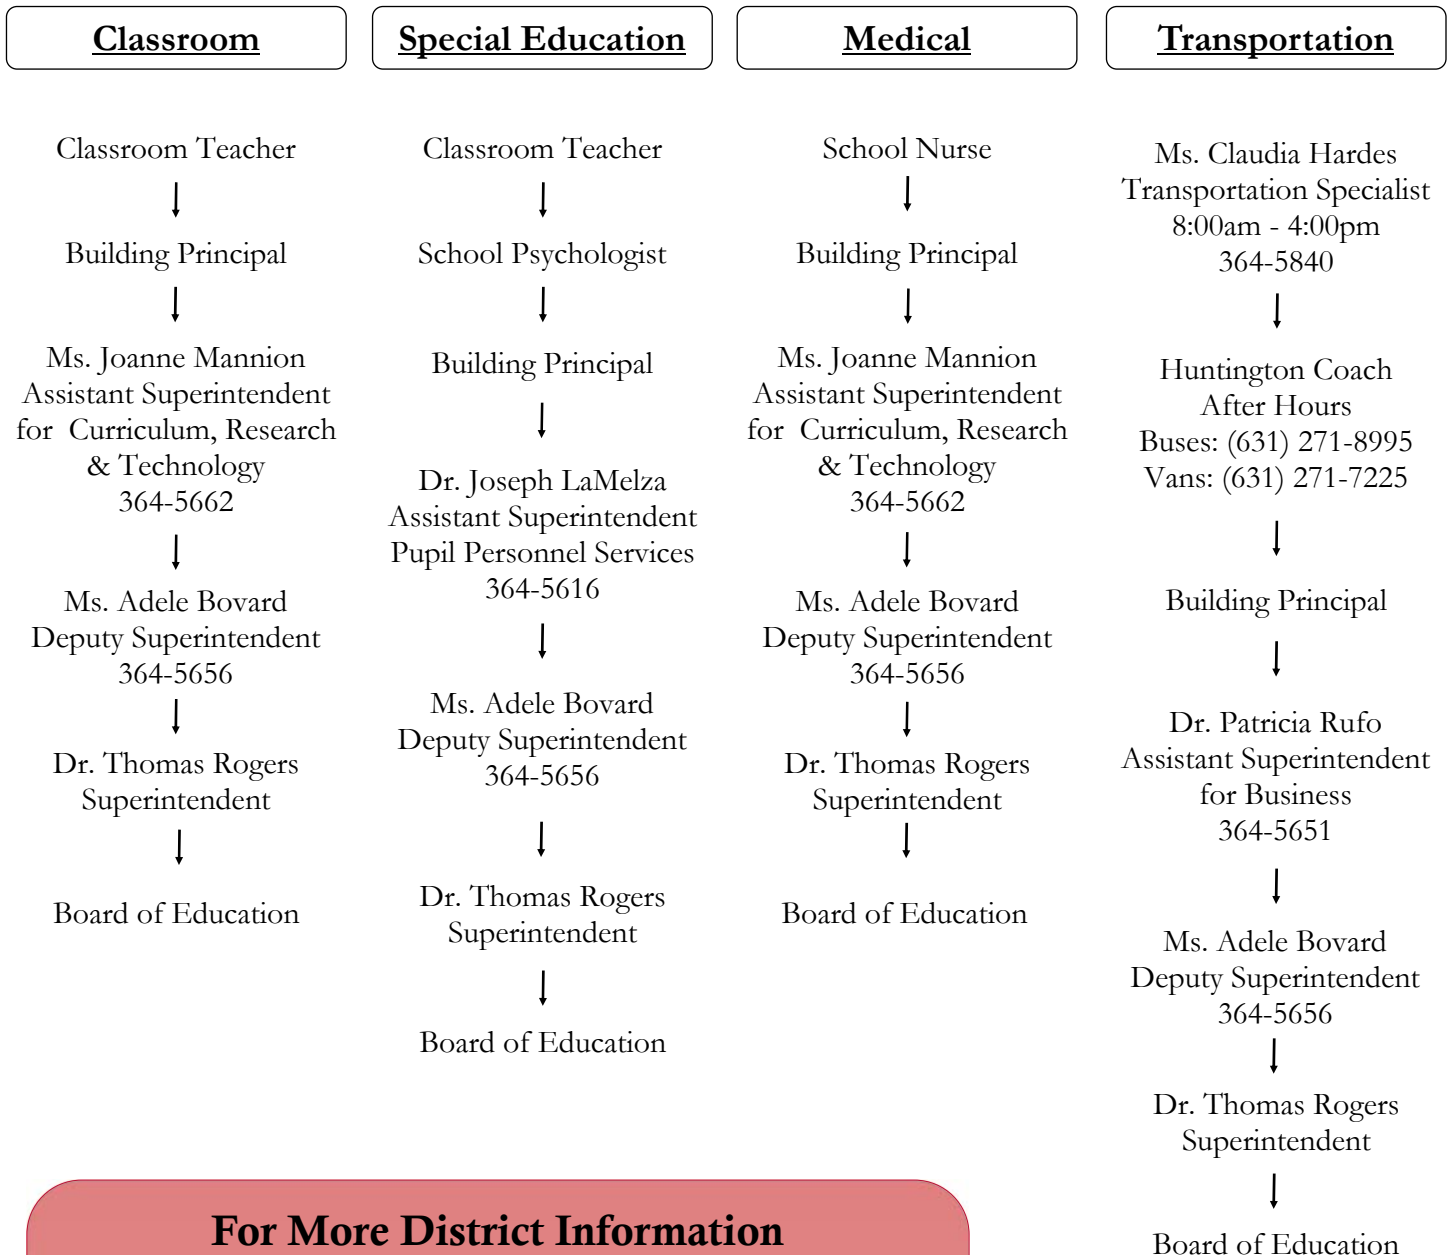 Classroom
Classroom Teacher
Building Principal
Ms. Joanne Mannion
Assistant Superintendent
for Curriculum, Research
& Technology
364-5662
Ms. Adele Bovard
Deputy Superintendent
364-5656
Dr. Thomas Rogers
Superintendent
Board of Education
Special Education
Classroom Teacher
School Psychologist
Building Principal
Dr. Joseph LaMelza
Assistant Superintendent
Pupil Personnel Services
364-5616
Ms. Adele Bovard
Deputy Superintendent
364-5656
Dr. Thomas Rogers
Superintendent
Board of Education
Medical
School Nurse
Building Principal
Ms. Joanne Mannion
Assistant Superintendent
for Curriculum, Research
& Technology
364-5662
Ms. Adele Bovard
Deputy Superintendent
364-5656
Dr. Thomas Rogers
Superintendent
Board of Education
Transportation
Ms. Claudia Hardes
Transportation Specialist
8:00am - 4:00pm
364-5840
Huntington Coach
After Hours
Buses: (631) 271-8995
Vans: (631) 271-7225
Building Principal
Dr. Patricia Rufo
Assistant Superintendent
for Business
364-5651
Ms. Adele Bovard
Deputy Superintendent
364-5656
Dr. Thomas Rogers
Superintendent
Board of Education
For More District Information